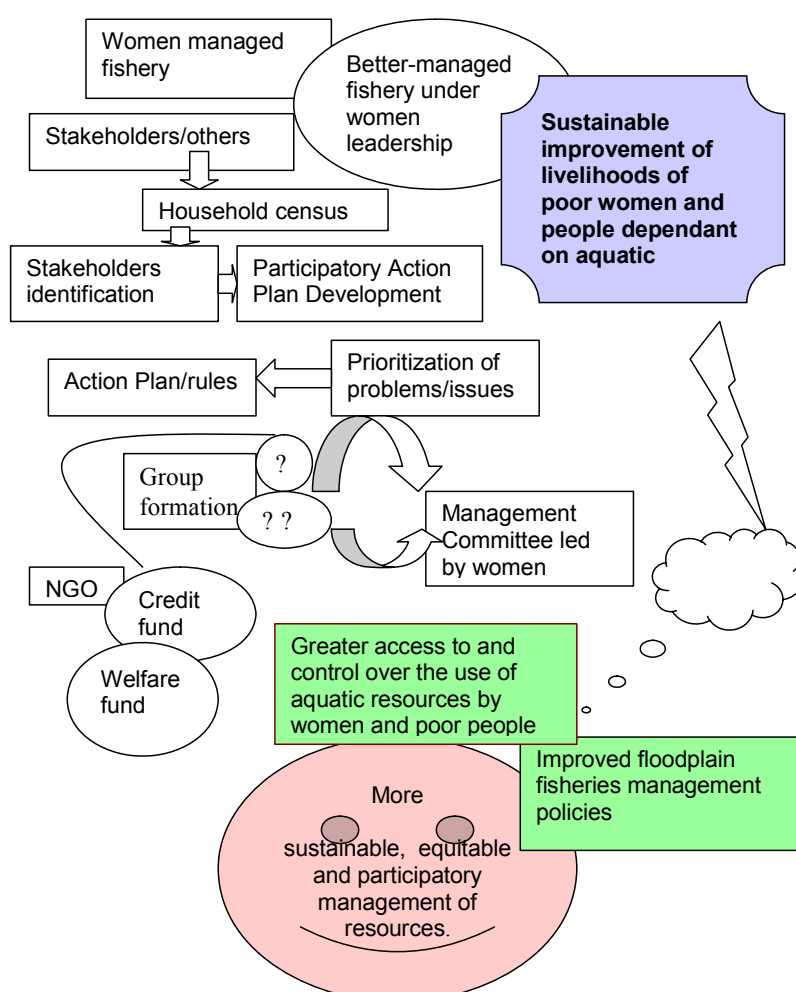 Women managed
fishery
Better-managed
fishery under
women
leadership
Sustainable
improvement of
livelihoods of
poor women and
people dependant
on aquatic
Stakeholders/others
Household census
Stakeholders
identification
Participatory Action
Plan Development
Action Plan/rules
Prioritization of
problems/issues
Group
formation
?
? ?
Management
Committee led
by women
NGO
Credit
fund
Welfare
fund
Greater access to and
control over the use of
aquatic resources by
women and poor people
Improved floodplain
fisheries management
policies
More
sustainable, equitable
and participatory
management of
resources.